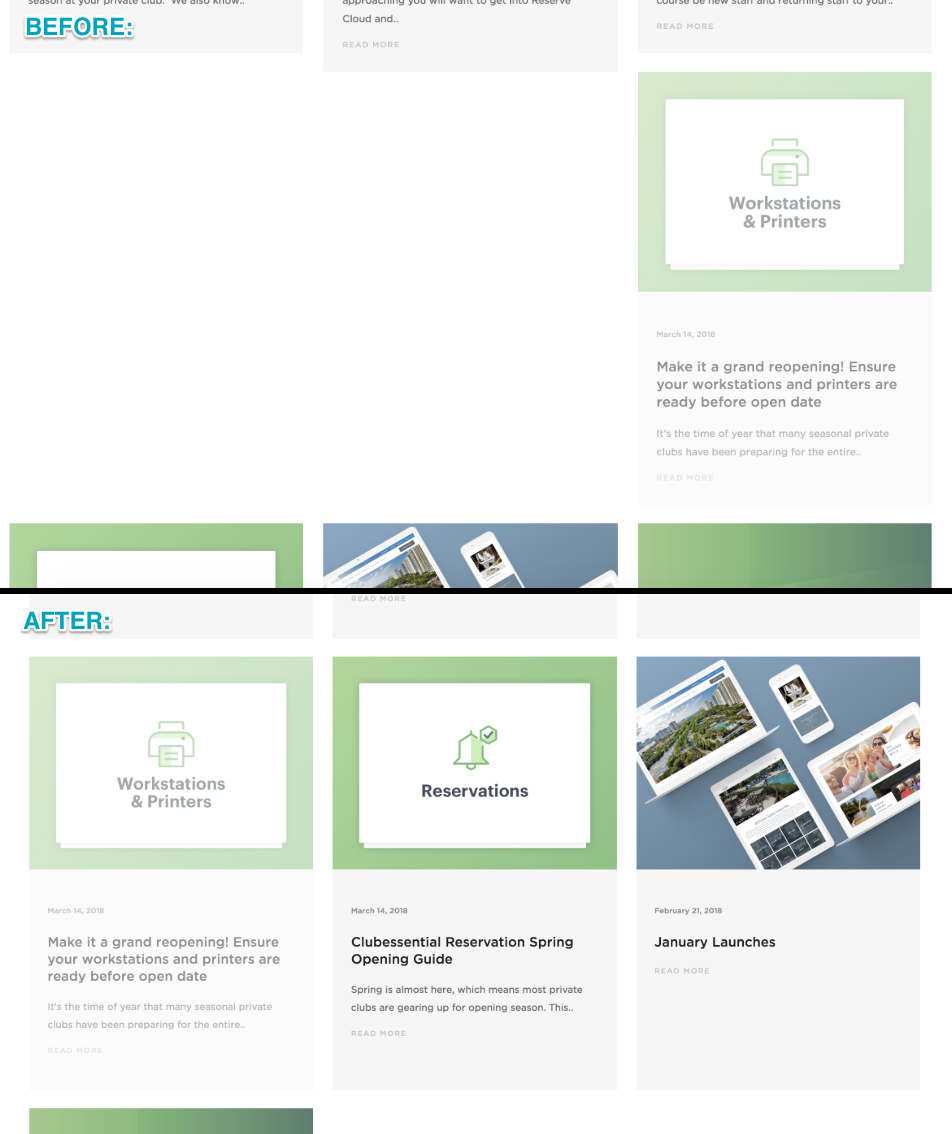 season at your private club. We also know..
approaching you will want to get into Reserve
course be new staff and returning staff to your..
BEFORE:
Cloud and..
READ MORE
READ MORE
Workstations
& Printers
March 14, 2018
Make it a grand reopening! Ensure
your workstations and printers are
ready before open date
It's the time of year that many seasonal private
clubs have been preparing for the entire..
READ MORE
READ MORE
AFTER:
Workstations
& Printers
March 14, 2018
Make it a grand reopening! Ensure
your workstations and printers are
ready before open date
It's the time of year that many seasonal private
clubs have been preparing for the entire..
READ MORE
Reservations
March 14, 2018
Clubessential Reservation Spring
Opening Guide
Spring is almost here, which means most private
clubs are gearing up for opening season. This..
READ MORE
February 21, 2018
January Launches
READ MORE